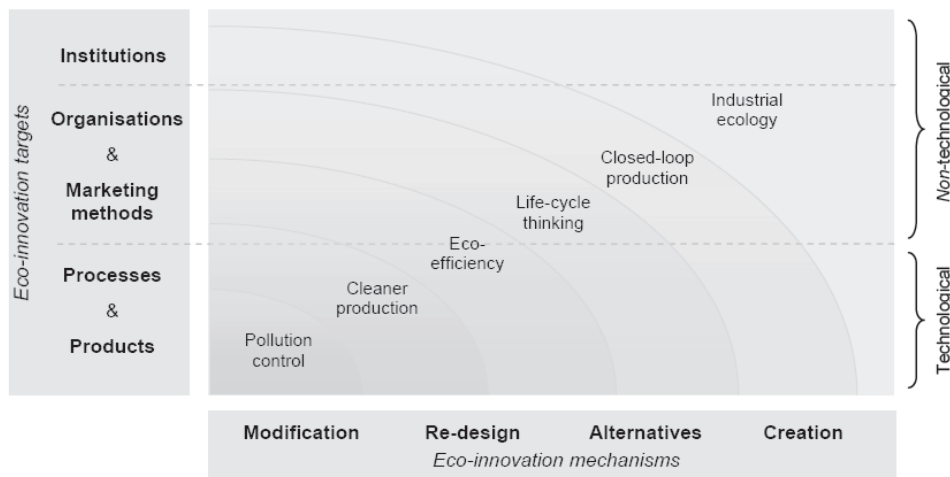 Eco-innovation targets
Institutions
Organisations
&
Marketing
methods
Processes
&
Products
Industrial
ecology
Closed-loop
production
Life-cycle
thinking
Eco-
efficiency
Cleaner
production
Pollution
control
Non-technological
Technological
Modification Re-design Alternatives Creation
Eco-innovation mechanisms